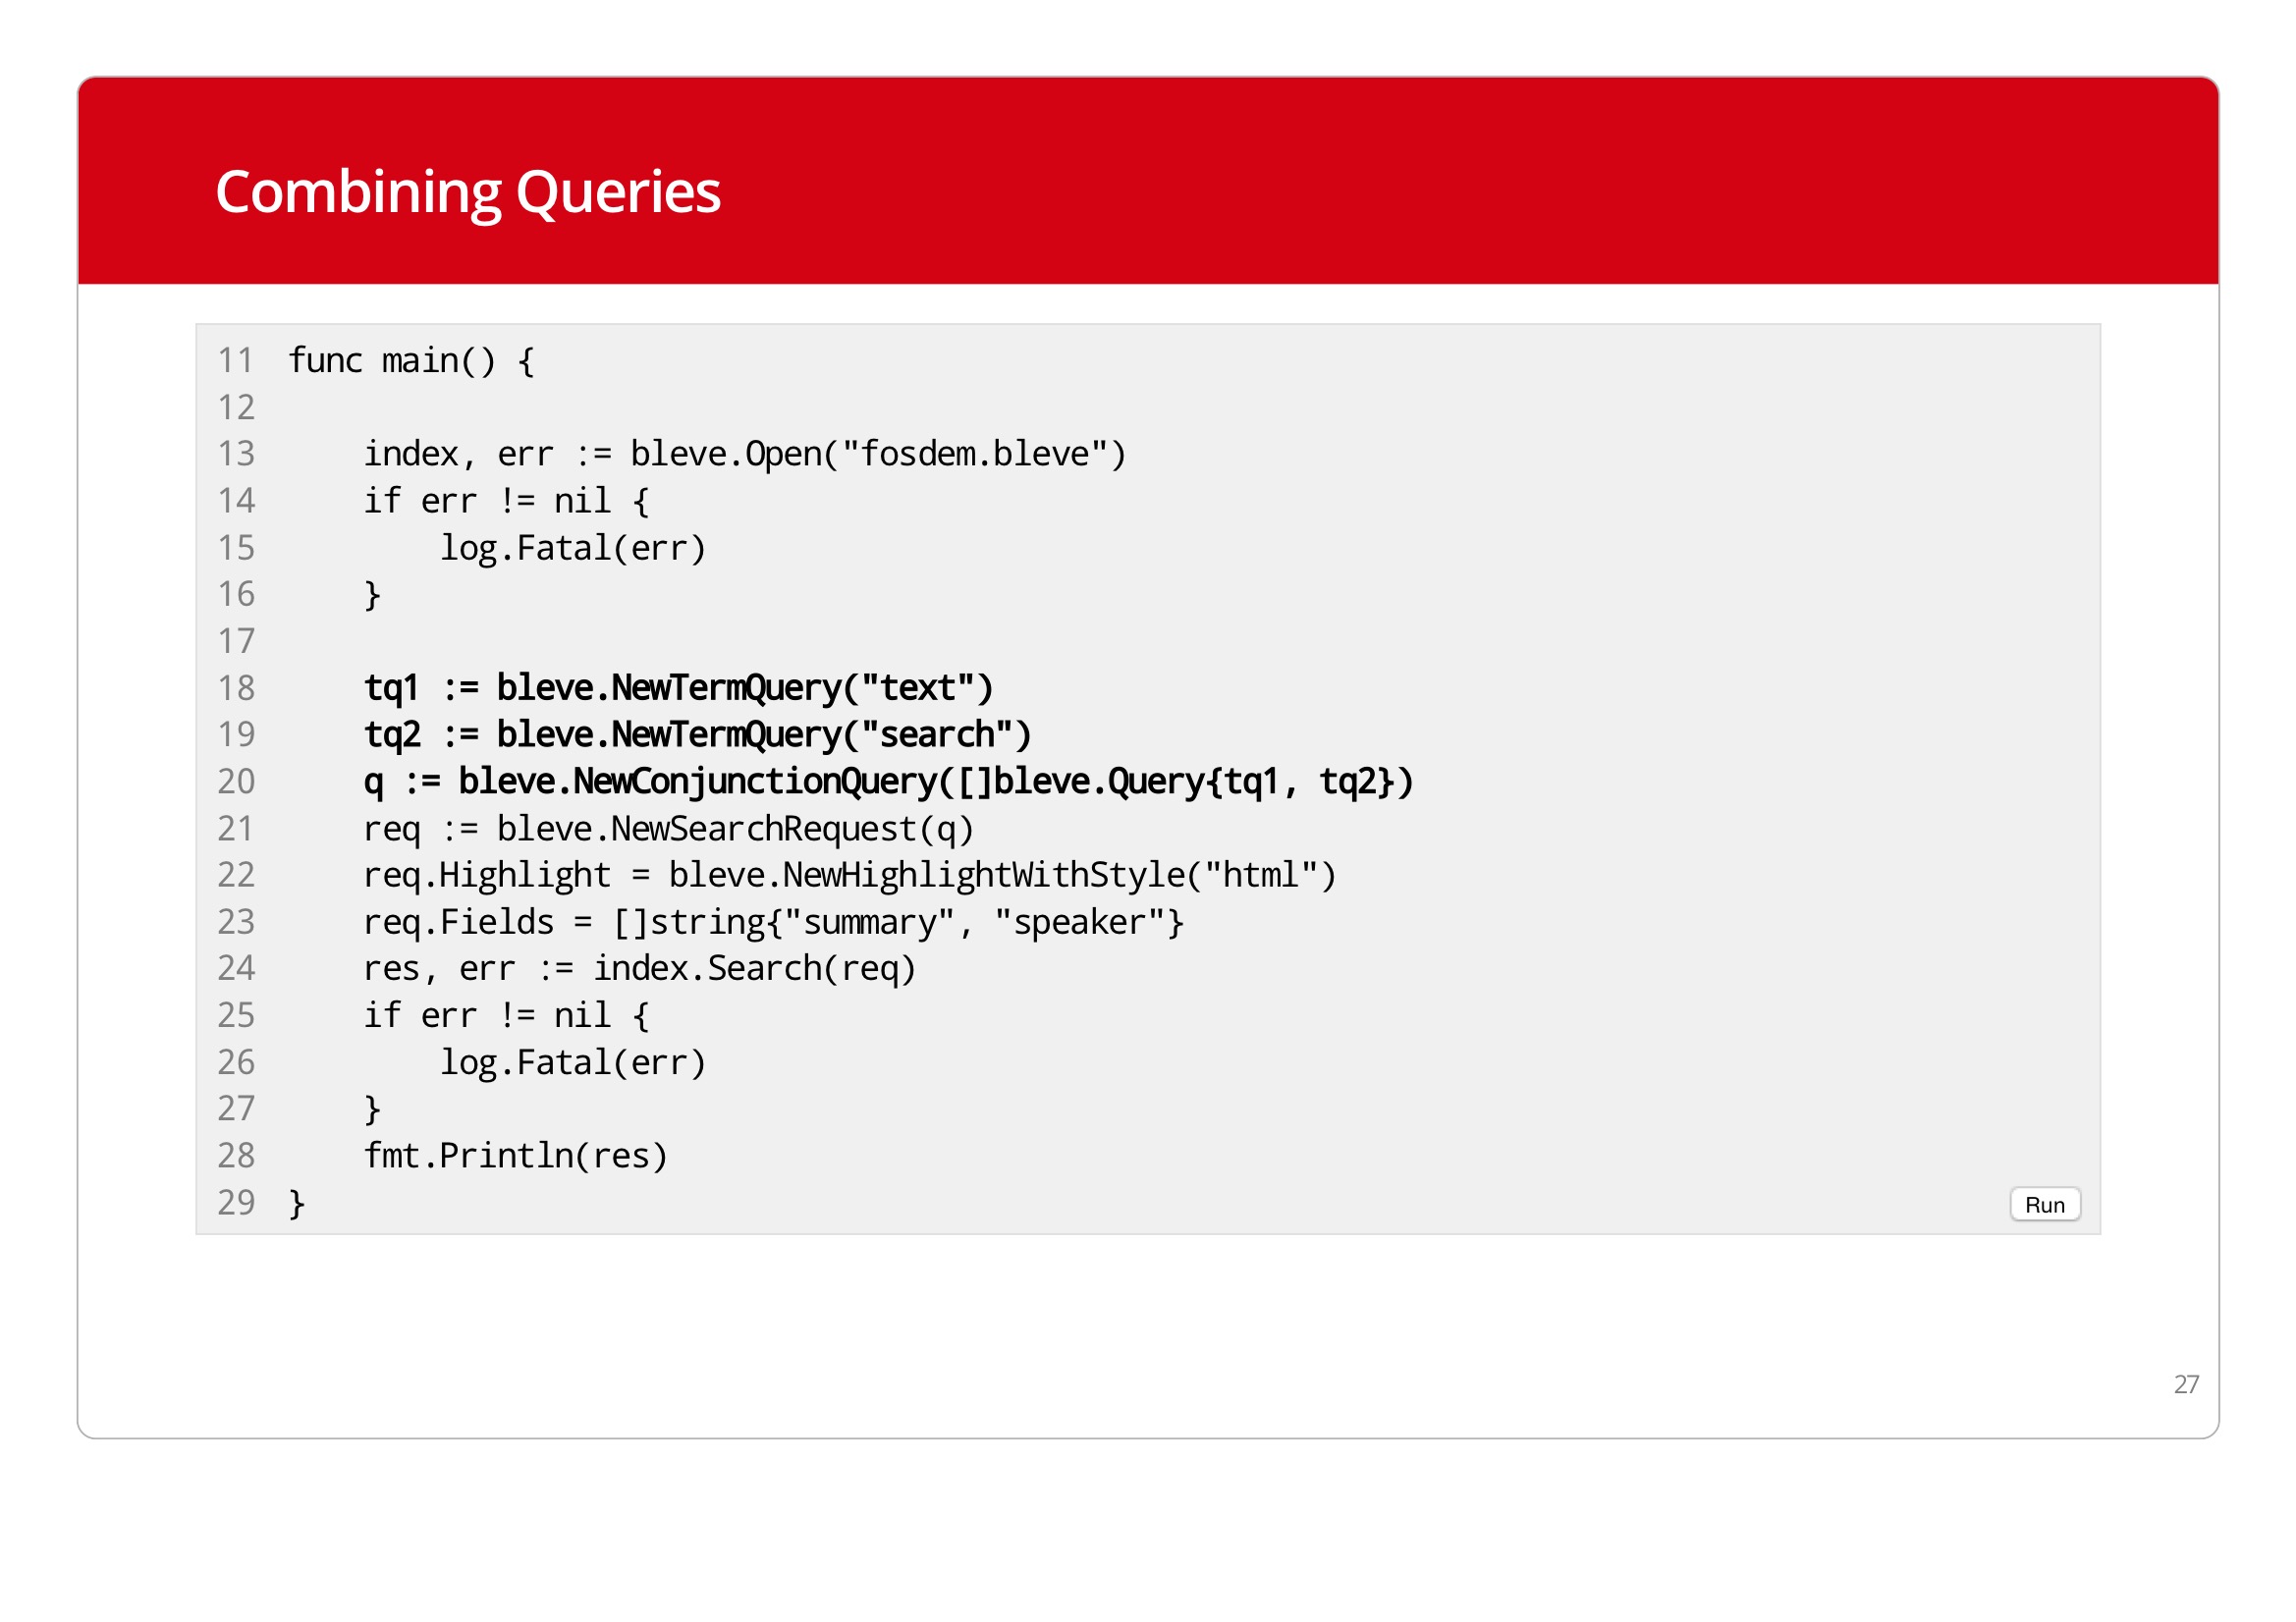 Combining Queries
11 func main() {
12
13     index, err := bleve.Open("fosdem.bleve")
14     if err != nil {
15         log.Fatal(err)
16     }
17
18     tq1 := bleve.NewTermQuery("text")
19     tq2 := bleve.NewTermQuery("search")
20     q := bleve.NewConjunctionQuery([]bleve.Query{tq1, tq2})
21     req := bleve.NewSearchRequest(q)
22     req.Highlight = bleve.NewHighlightWithStyle("html")
23     req.Fields = []string{"summary", "speaker"}
24     res, err := index.Search(req)
25     if err != nil {
26         log.Fatal(err)
27     }
28     fmt.Println(res)
29 }
Run
27